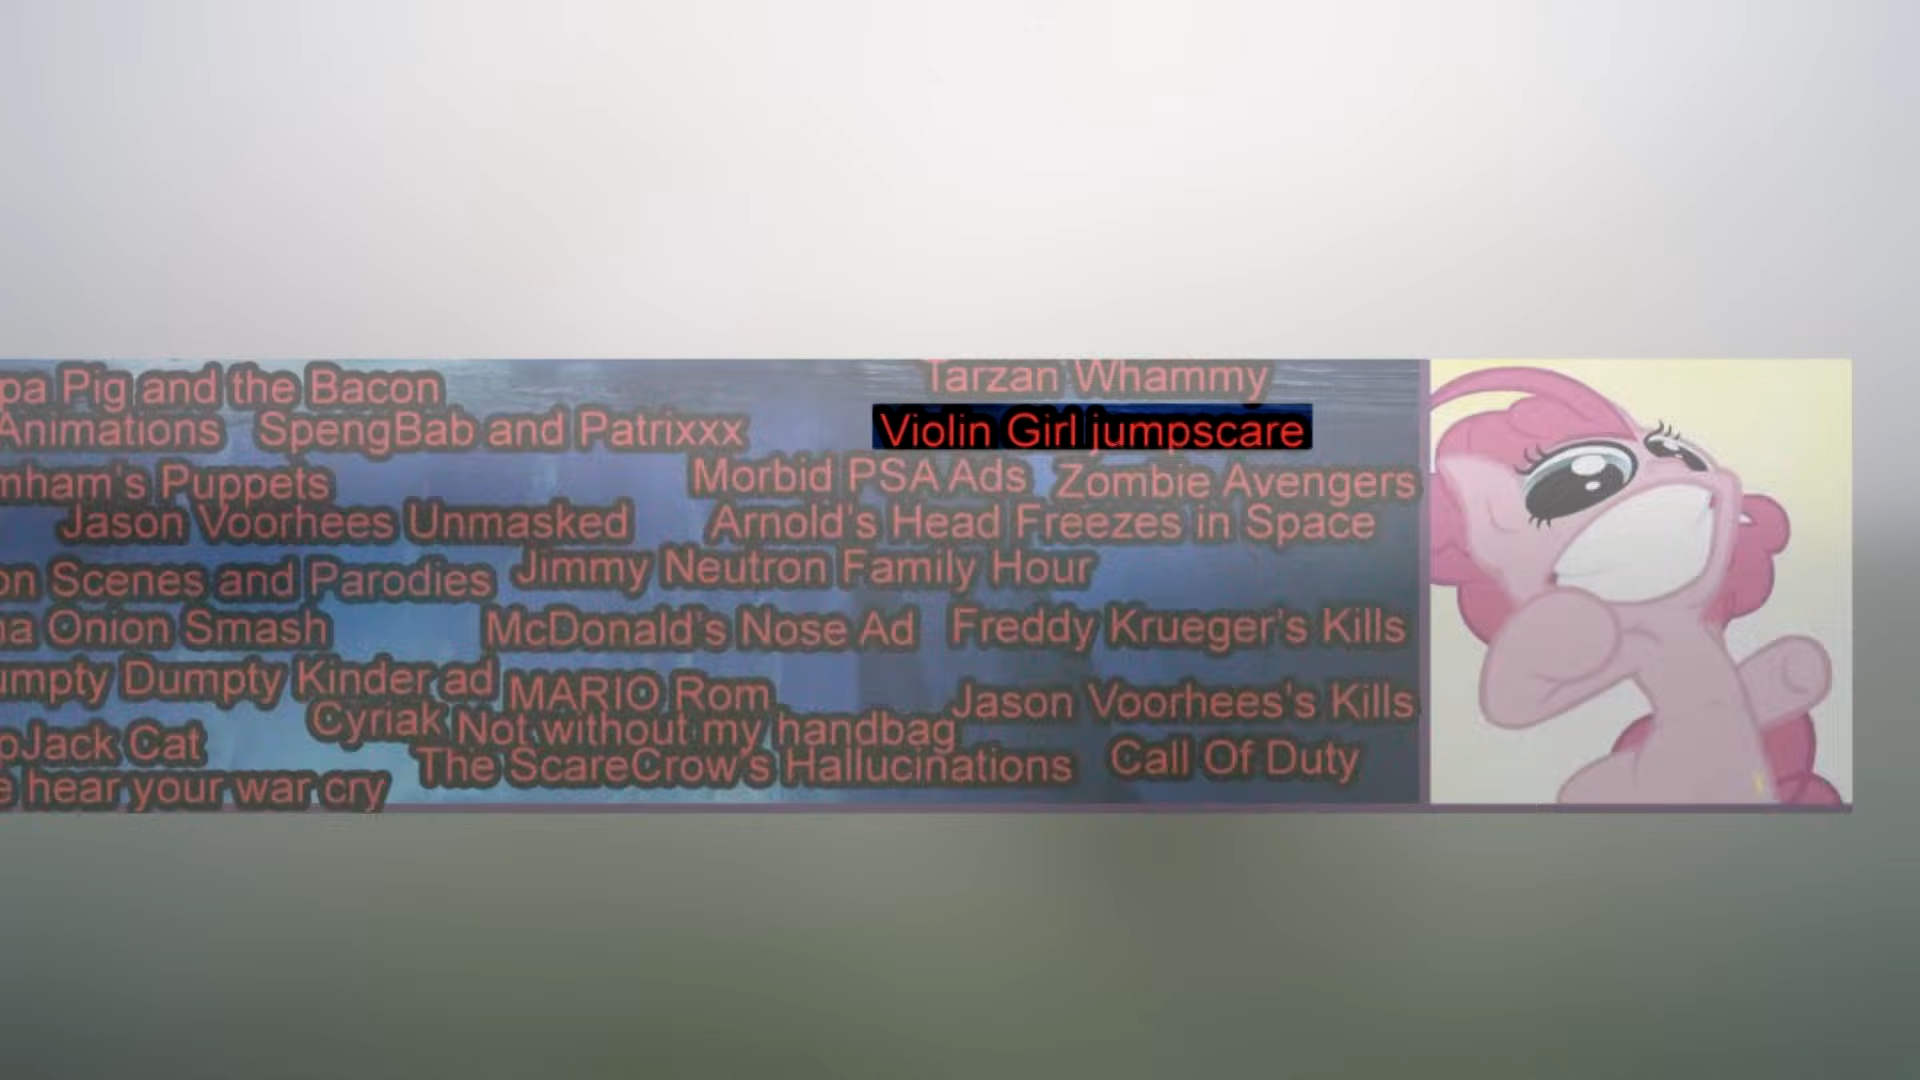 pa Pig and the Bacon
Tarzan Whammy
Animations SpengBab and Patrixxx
Violin Girl jumpscare
mham's Puppets
Morbid PSA Ads Zombie Avengers
Jason Voorhees Unmasked
Arnold's Head Freezes in Space
on Scenes and Parodies
Jimmy Neutron Family Hour
na Onion Smash
McDonald's Nose Ad
Freddy Krueger's Kills
umpty Dumpty Kinder ad
MARIO Rom
Jason Voorhees's Kills
Cyriak
Not without my handbag
pJack Cat
The ScareCrow's Hallucinations
Call Of Duty
e hear your war cry